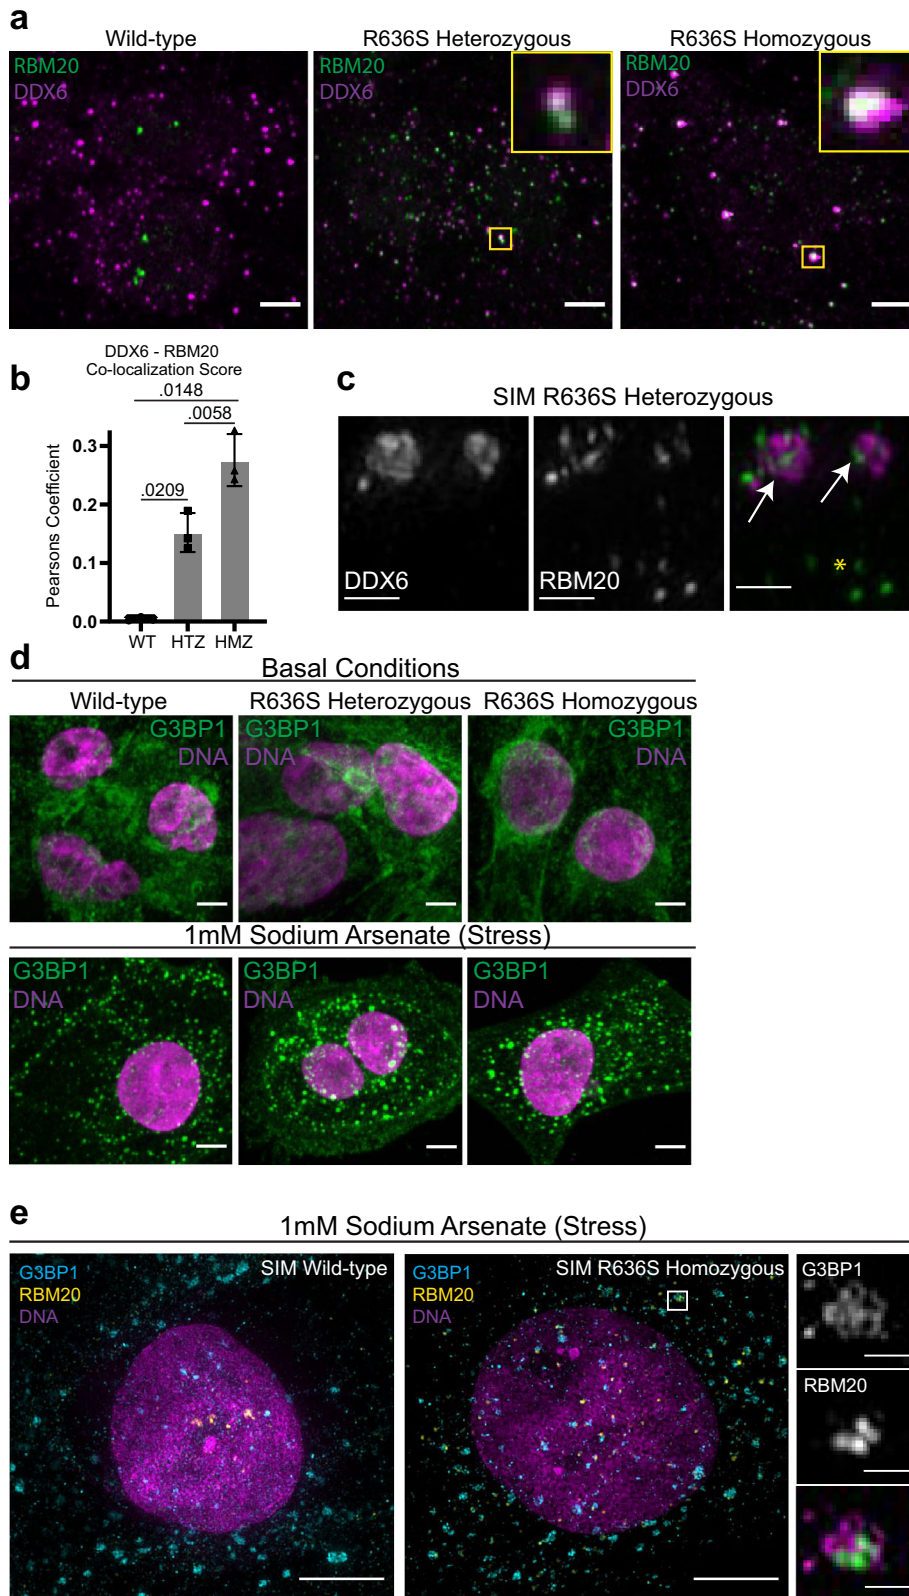 a
Wild-type
R636S Heterozygous
R636S Homozygous
RBM20
DDX6
RBM20
DDX6
RBM20
DDX6
b
DDX6 - RBM20
Co-localization Score
.0148
.0058
.0209
Pearsons Coefficient
0.3
0.2
0.1
0.0
WT
HTZ
HMZ
c
SIM R636S Heterozygous
DDX6
RBM20
*
d
Basal Conditions
Wild-type
R636S Heterozygous
R636S Homozygous
G3BP1
DNA
G3BP1
DNA
G3BP1
DNA
1mM Sodium Arsenate (Stress)
G3BP1
DNA
G3BP1
DNA
G3BP1
DNA
e
1mM Sodium Arsenate (Stress)
G3BP1
RBM20
DNA
SIM Wild-type
G3BP1
RBM20
DNA
SIM R636S Homozygous
G3BP1
RBM20